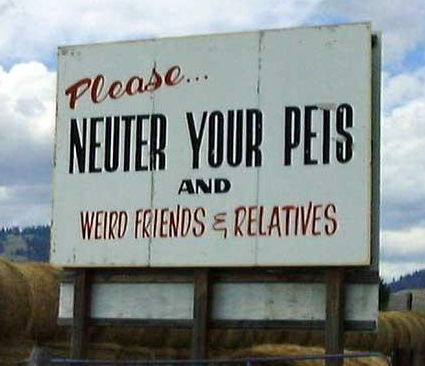 Please...
NEUTER YOUR PETS
AND
WEIRD FRIENDS & RELATIVES